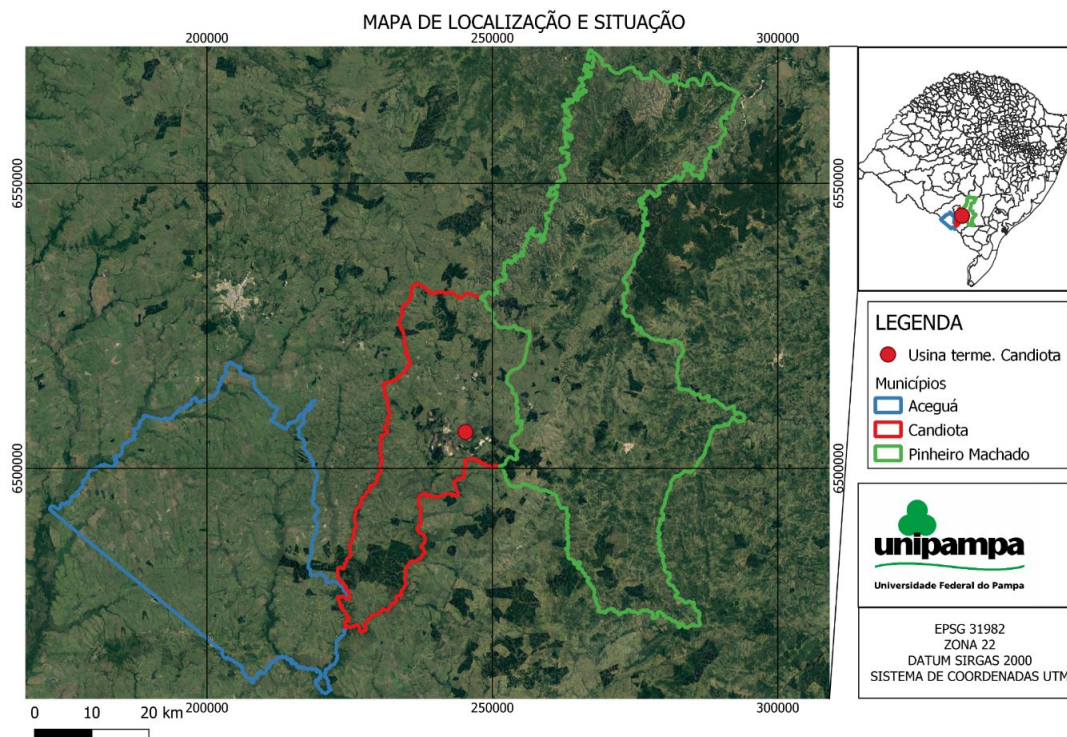 MAPA DE LOCALIZAÇÃO E SITUAÇÃO
200000
250000
300000
6550000
6550000
6500000
6500000
200000
250000
300000
0
10
20 km
LEGENDA
Usina terme. Candiota
Municípios
Aceguá
Candiota
Pinheiro Machado
unipampa
Universidade Federal do Pampa
EPSG 31982
ZONA 22
DATUM SIRGAS 2000
SISTEMA DE COORDENADAS UTM